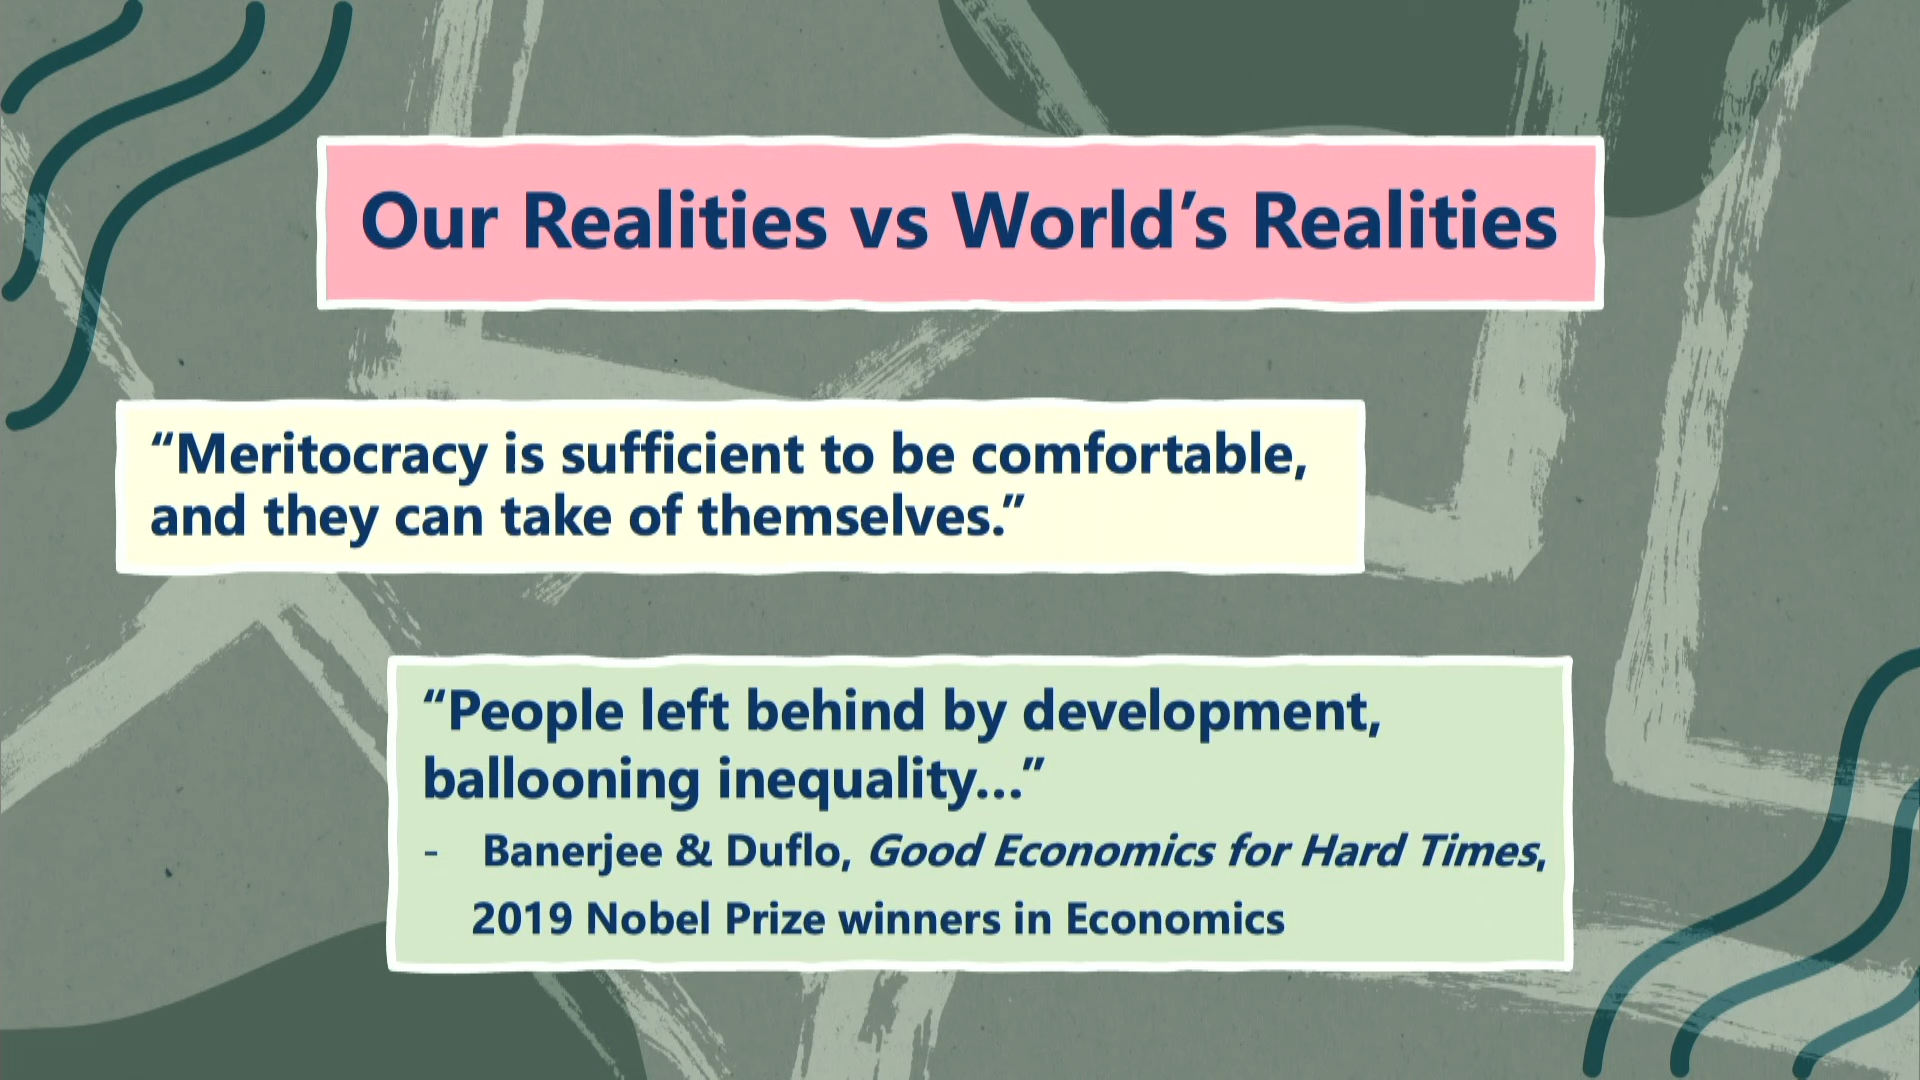 Our Realities vs World’s Realities
“Meritocracy is sufficient to be comfortable,
and they can take of themselves.”
“People left behind by development,
ballooning inequality…”
- Banerjee & Duflo, Good Economics for Hard Times,
2019 Nobel Prize winners in Economics